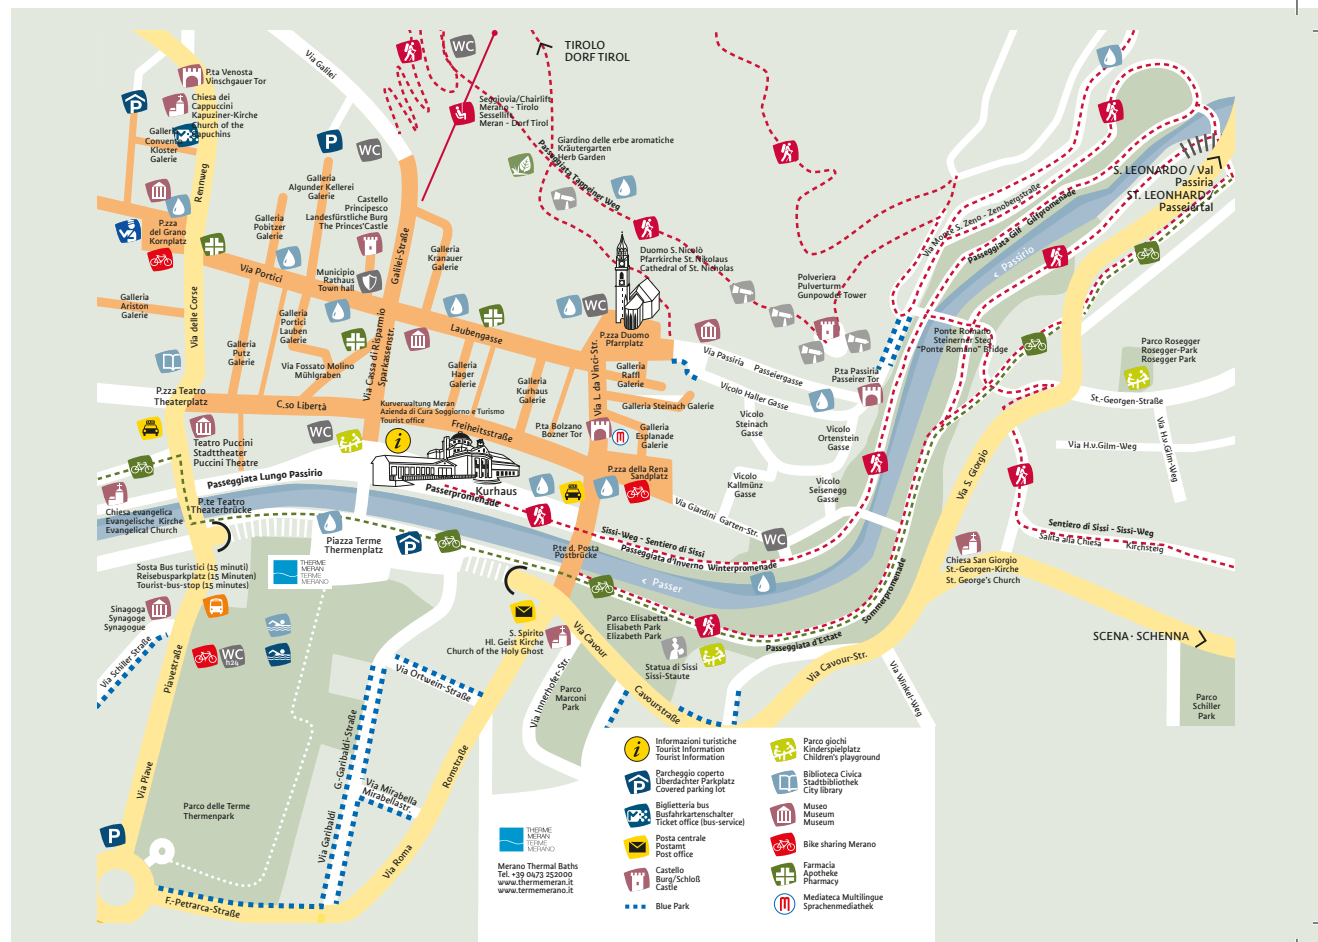 Via Galilei
WC
TIROLO
DORF TIROL
P.ta Venosta
Vinschgauer Tor
Chiesa dei
Cappuccini
Kapuziner-Kirche
Church of the
Capuchins
P
Galleria
Convento
Kloster
Galerie
Rennweg
P
WC
Seggiovia/Chairlift
Merano - Tirolo
Sessellift
Meran - Dorf Tirol
Giardino delle erbe aromatiche
Kräutergarten
Herb Garden
Passeggiata Tappeiner Weg
S. LEONARDO / Val
Passiria
ST. LEONHARD /
Passeiertal
Via Monte S. Zeno - Zenobergstraße
Passeggiata Gilf - Gilfpromenade
< Passirio
Galleria
Algunder Kellerei
Galerie
Castello
Principesco
Landesfürstliche Burg
The Princes'Castle
Galleria
Pobitzer
Galerie
P.zza
del Grano
Kornplatz
Via Portici
Municipio
Rathaus
Town hall
Galilei-Straße
Galleria
Kranauer
Galerie
Duomo S. Nicolò
Pfarrkirche St. Nikolaus
Cathedral of St. Nicholas
Polveriera
Pulverturm
Gunpowder Tower
Galleria
Ariston
Galerie
Via delle Corse
Galleria
Portici
Lauben
Galerie
Galleria
Putz
Galerie
Via Fossato Molino
Mühlgraben
Via Cassa di Risparmio
Sparkassenstr.
Laubengasse
WC
P.zza Duomo
Pfarrplatz
Galleria
Hager
Galerie
Galleria
Kurhaus
Galerie
Via L. da Vinci-Str.
Galleria
Raffl
Galerie
Galleria Steinach Galerie
Galleria
Esplanade
Galerie
Via Passiria
Passeiergasse
Vicolo Haller Gasse
P.ta Passiria
Passeirer Tor
Ponte Romano
Steinerner Steg
"Ponte Romano" Bridge
Parco Rosegger
Rosegger-Park
Rosegger Park
St.-Georgen-Straße
Via H.v.Gilm-Weg
Via H.v.Gilm-Weg
P.zza Teatro
Theaterplatz
C.so Libertà
Kurverwaltung Meran
Azienda di Cura Soggiorno e Turismo
Tourist office
i
WC
Freiheitsstraße
P.ta Bolzano
Bozner Tor
Teatro Puccini
Stadttheater
Puccini Theatre
Vicolo
Steinach
Gasse
Vicolo
Ortenstein
Gasse
Vicolo
Kallmünz
Gasse
Vicolo
Seisenegg
Gasse
P.zza della Rena
Sandplatz
Via Giardini
Garten-Str.
WC
Passeggiata Lungo Passirio
Passerpromenade
Kurhaus
P.te Teatro
Theaterbrücke
Chiesa evangelica
Evangelische Kirche
Evangelical Church
Piazza Terme
Thermenplatz
P
Sissi-Weg - Sentiero di Sissi
Passeggiata d'Inverno
Winterpromenade
P.te d. Posta
Postbrücke
< Passer
Via S. Giorgio
Sentiero di Sissi - Sissi-Weg
Salita alla Chiesa
Kirchsteig
Chiesa San Giorgio
St.-Georgen-Kirche
St. George's Church
Sosta Bus turistici (15 minuti)
Reisebusparkplatz (15 Minuten)
Tourist-bus-stop (15 minutes)
THERME
MERAN
TERME
MERANO
Sinagoga
Synagoge
Synagogue
WC
h24
Via Schiller Straße
Piavestraße
S. Spirito
Hl. Geist Kirche
Church of the Holy Ghost
Via Cavour
Parco Elisabetta
Elisabeth Park
Elizabeth Park
Statua di Sissi
Sissi-Staute
Passeggiata d'Estate
Sommerpromenade
SCENA - SCHENNA
Via Cavour-Str.
Via Winkel-Weg
Parco
Schiller
Park
Via Ortwein-Straße
Via Innerhofer-Str.
Parco
Marconi
Park
Cavourstraße
G.-Garibaldi-Straße
Via Garibaldi
Via Mirabella
Mirabellastr.
Romstraße
Via Roma
Via Piave
Parco delle Terme
Thermenpark
P
F.-Petrarca-Straße
THERME
MERAN
TERME
MERANO
Merano Thermal Baths
Tel. +39 0473 252000
www.thermemeran.it
www.termemerano.it
i
Informazioni turistiche
Tourist Information
Tourist Information
P
Parcheggio coperto
Überdachter Parkplatz
Covered parking lot
Biglietteria bus
Busfahrkartenschalter
Ticket office (bus-service)
Posta centrale
Postamt
Post office
Castello
Burg/Schloß
Castle
Blue Park
Parco giochi
Kinderspielplatz
Children's playground
Biblioteca Civica
Stadtbibliothek
City library
Museo
Museum
Museum
Bike sharing Merano
Farmacia
Apotheke
Pharmacy
Mediateca Multilingue
Sprachenmediathek